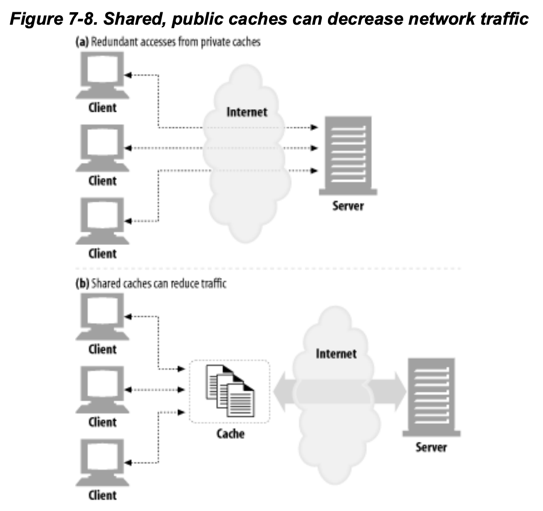 Figure 7-8. Shared, public caches can decrease network traffic
(a) Redundant accesses from private caches
Client
Internet
Client
Server
Client
(b) Shared caches can reduce traffic
Client
Internet
Client
Cache
Server
Client